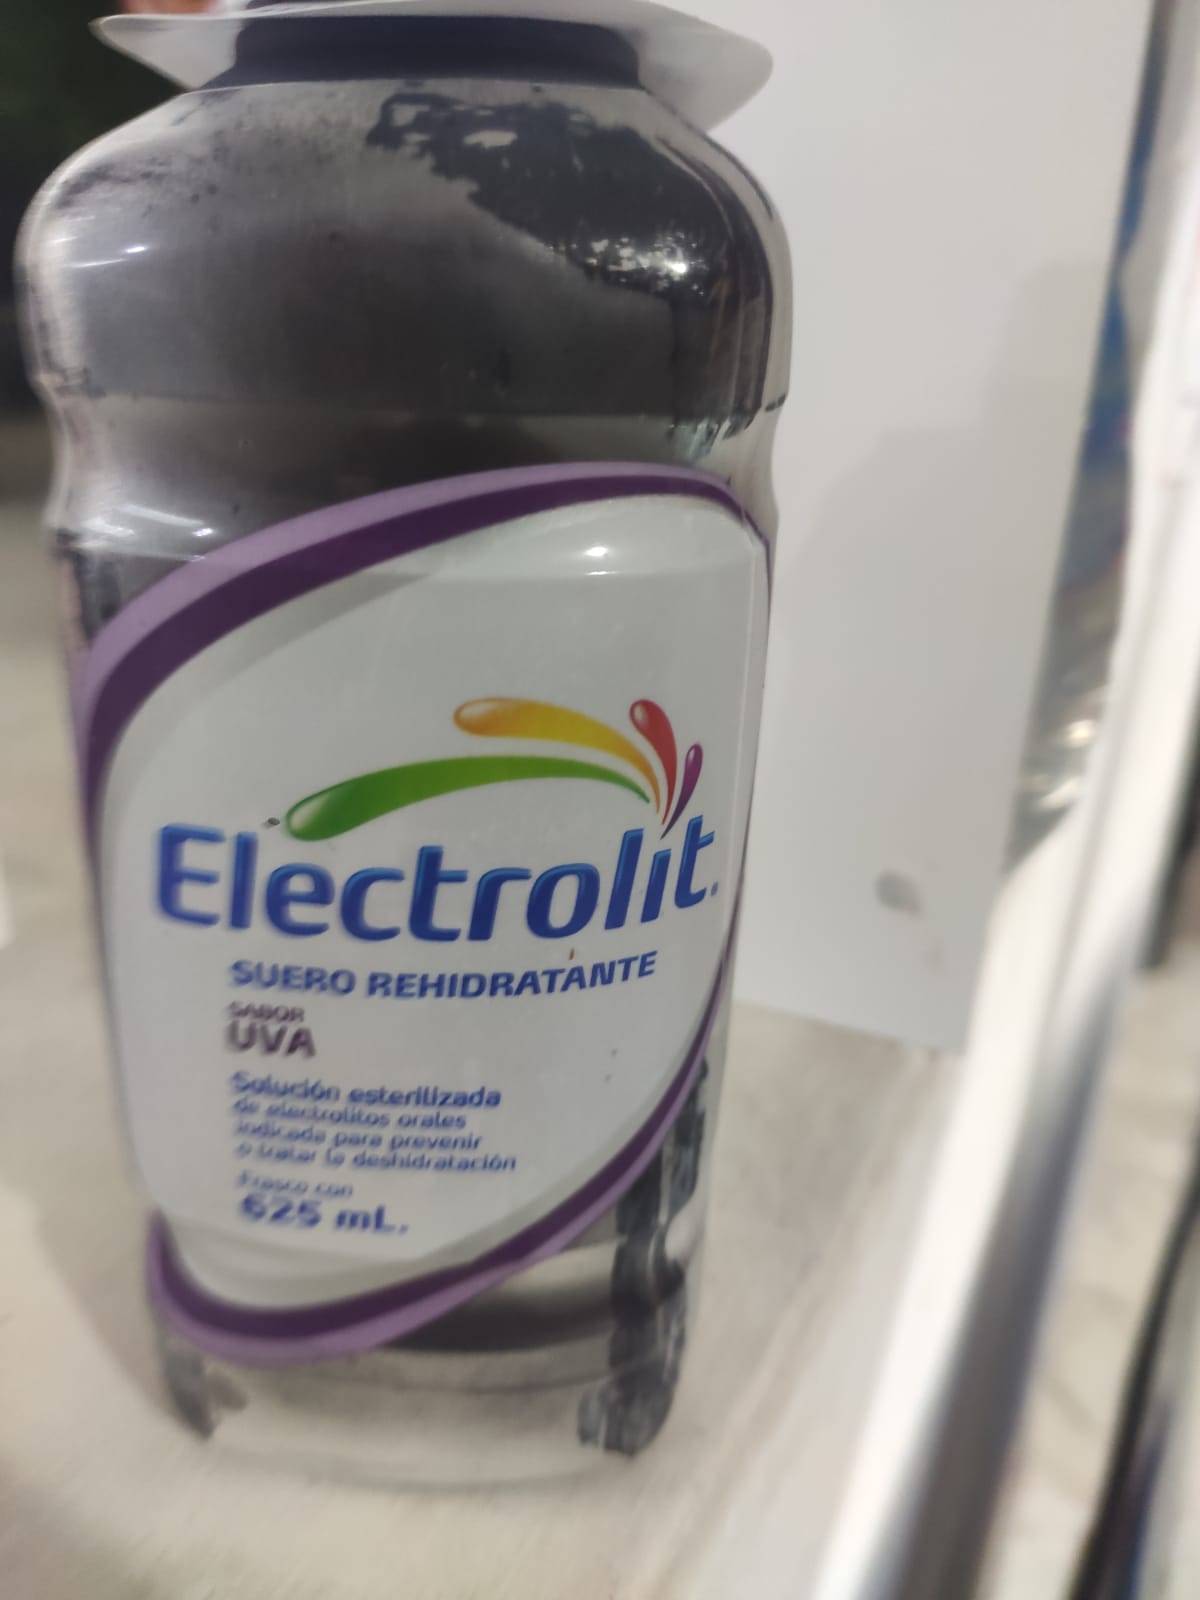 Electrolit.
SUERO REHIDRATANTE
SABOR
UVA
Solución esterilizada
de electrolitos orales
indicada para prevenir
o tratar la deshidratación
Frasco con
625 mL.